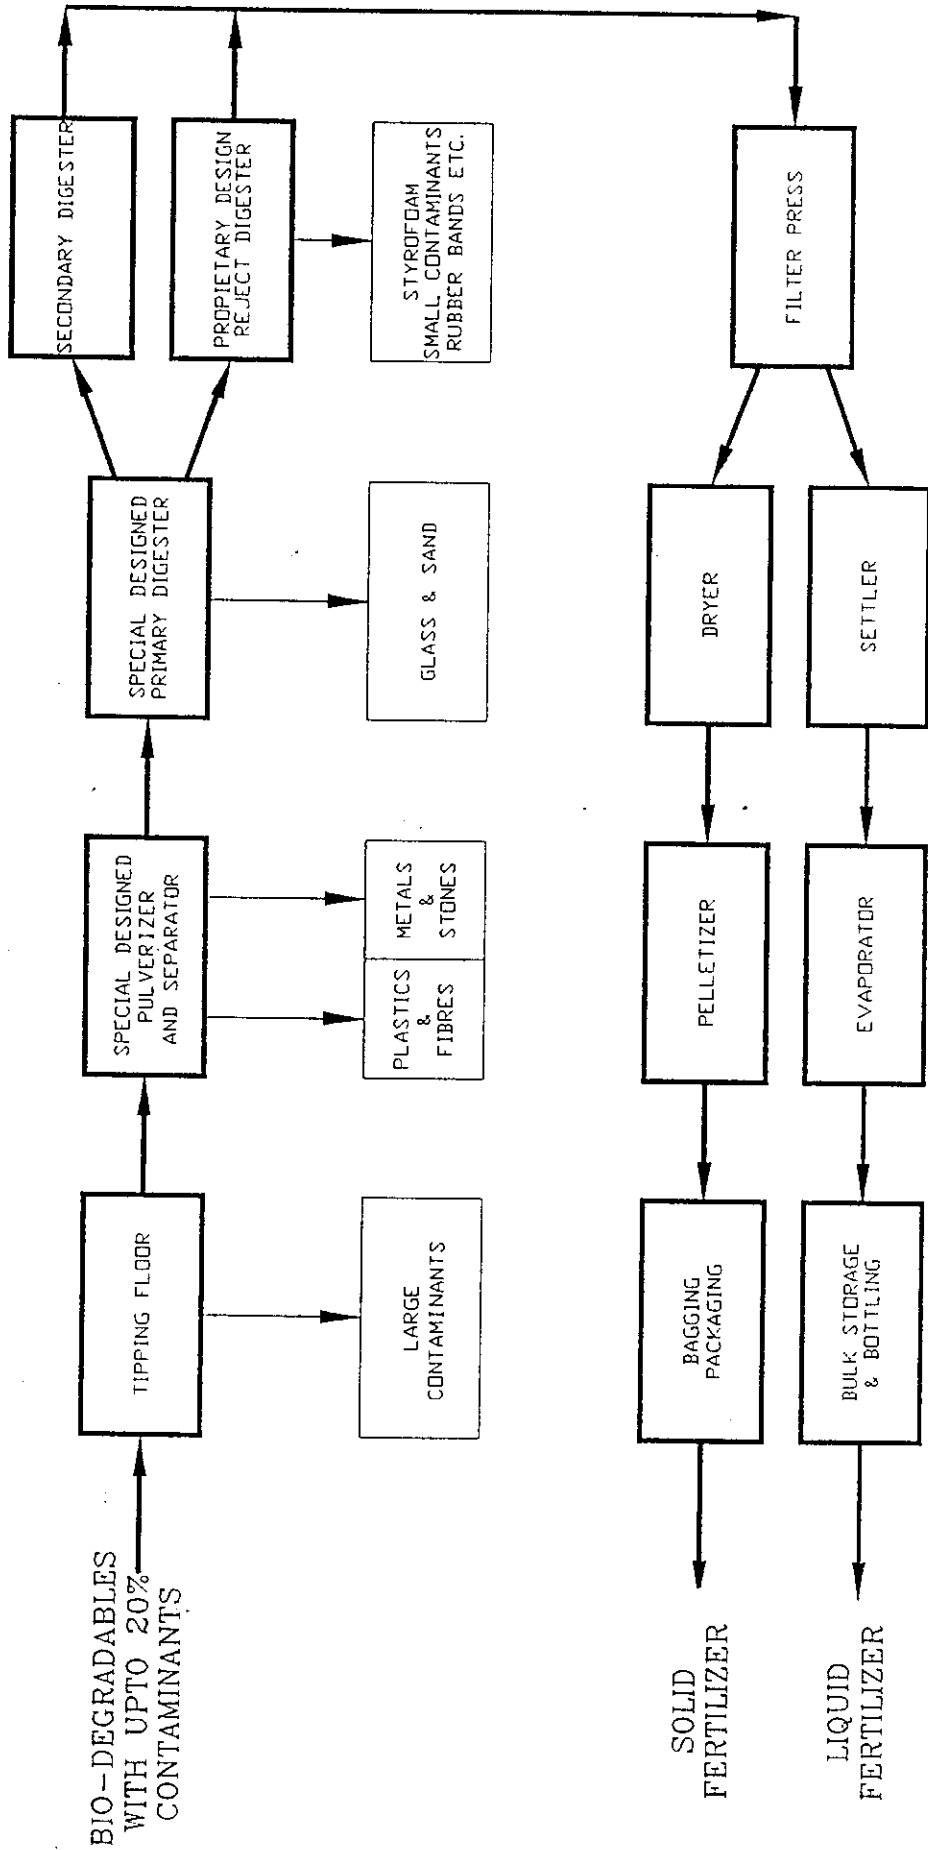 BIO-DEGRADABLES
WITH UPTO 20%
CONTAMINANTS
TIPPING FLOOR
LARGE
CONTAMINANTS
SPECIAL DESIGNED
PULVERIZER
AND SEPARATOR
PLASTICS
&
FIBRES
METALS
&
STONES
SPECIAL DESIGNED
PRIMARY DIGESTER
GLASS & SAND
SECONDARY DIGESTER
PROPIETARY DESIGN
REJECT DIGESTER
STYROFOAM
SMALL CONTAMINANTS
RUBBER BANDS ETC.
FILTER PRESS
DRYER
PELLETIZER
BAGGING
PACKAGING
SOLID
FERTILIZER
SETTLER
EVAPORATOR
BULK STORAGE
& BOTTLING
LIQUID
FERTILIZER